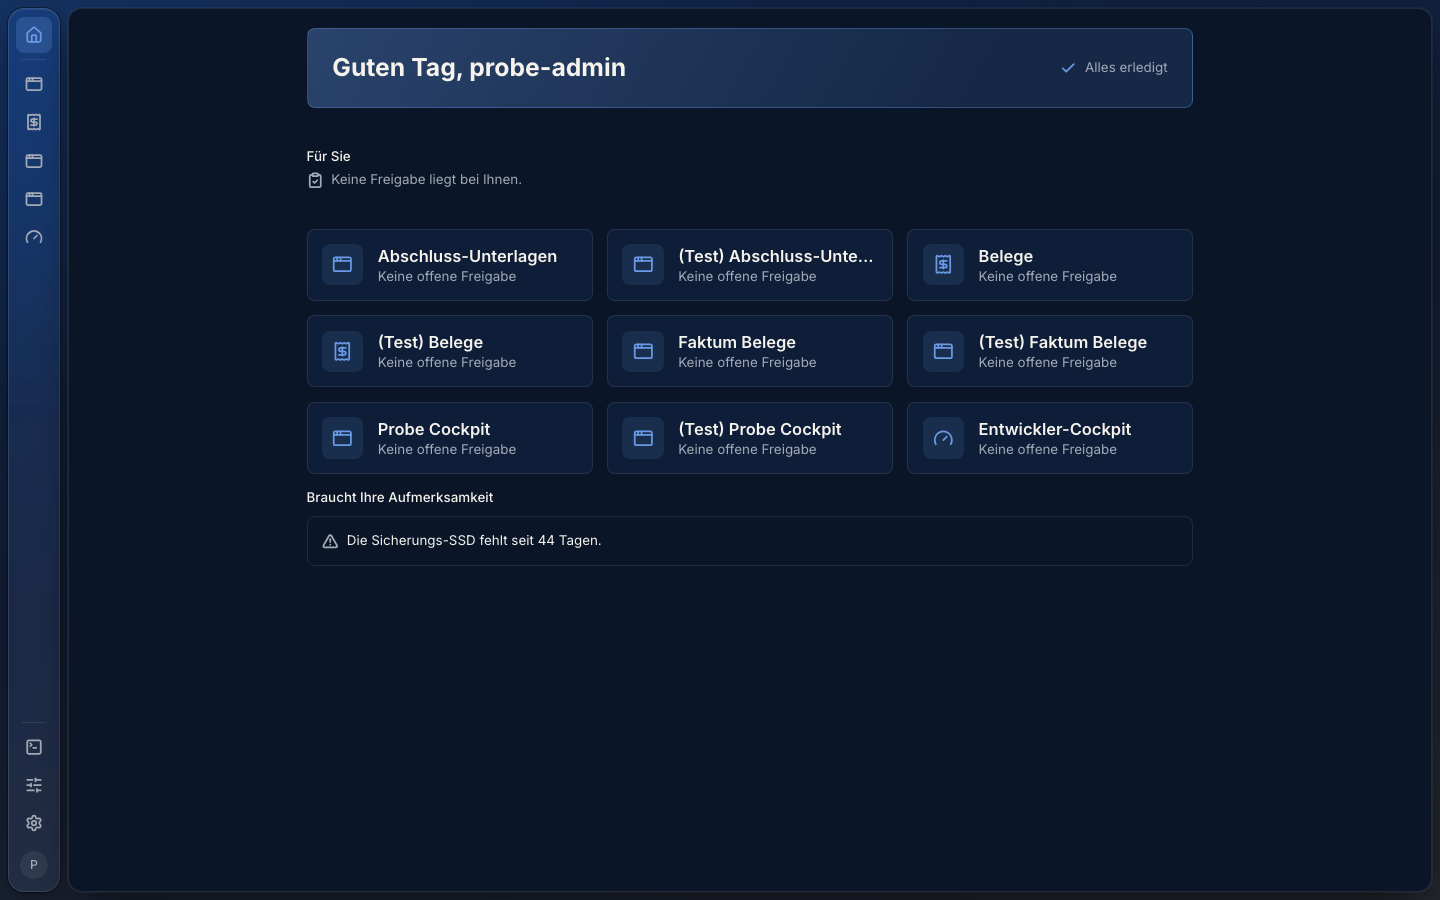 Guten Tag, probe-admin
Alles erledigt
Für Sie
Keine Freigabe liegt bei Ihnen.
Abschluss-Unterlagen
Keine offene Freigabe
(Test) Abschluss-Unte...
Keine offene Freigabe
Belege
Keine offene Freigabe
(Test) Belege
Keine offene Freigabe
Faktum Belege
Keine offene Freigabe
(Test) Faktum Belege
Keine offene Freigabe
Probe Cockpit
Keine offene Freigabe
(Test) Probe Cockpit
Keine offene Freigabe
Entwickler-Cockpit
Keine offene Freigabe
Braucht Ihre Aufmerksamkeit
Die Sicherungs-SSD fehlt seit 44 Tagen.
P